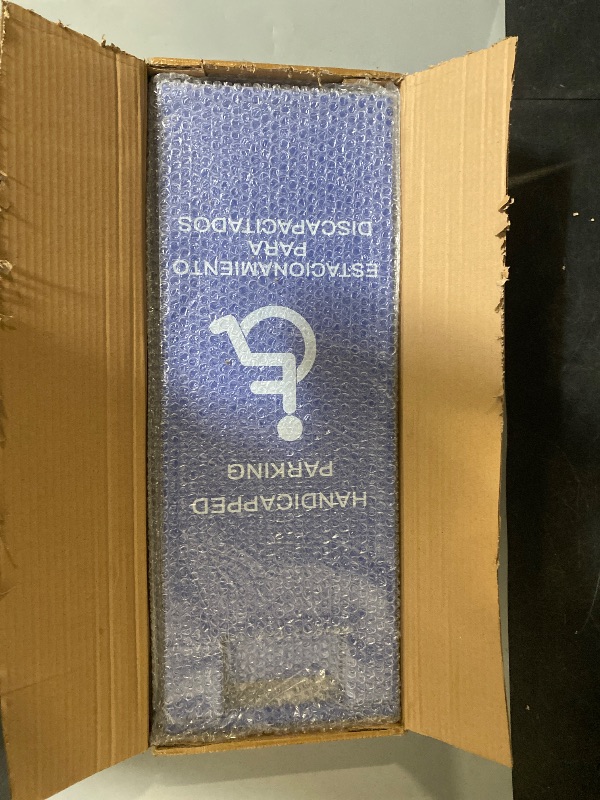 HANDICAPPED
PARKING
ESTACIONAMIENTO
PARA
DISCAPACITADOS